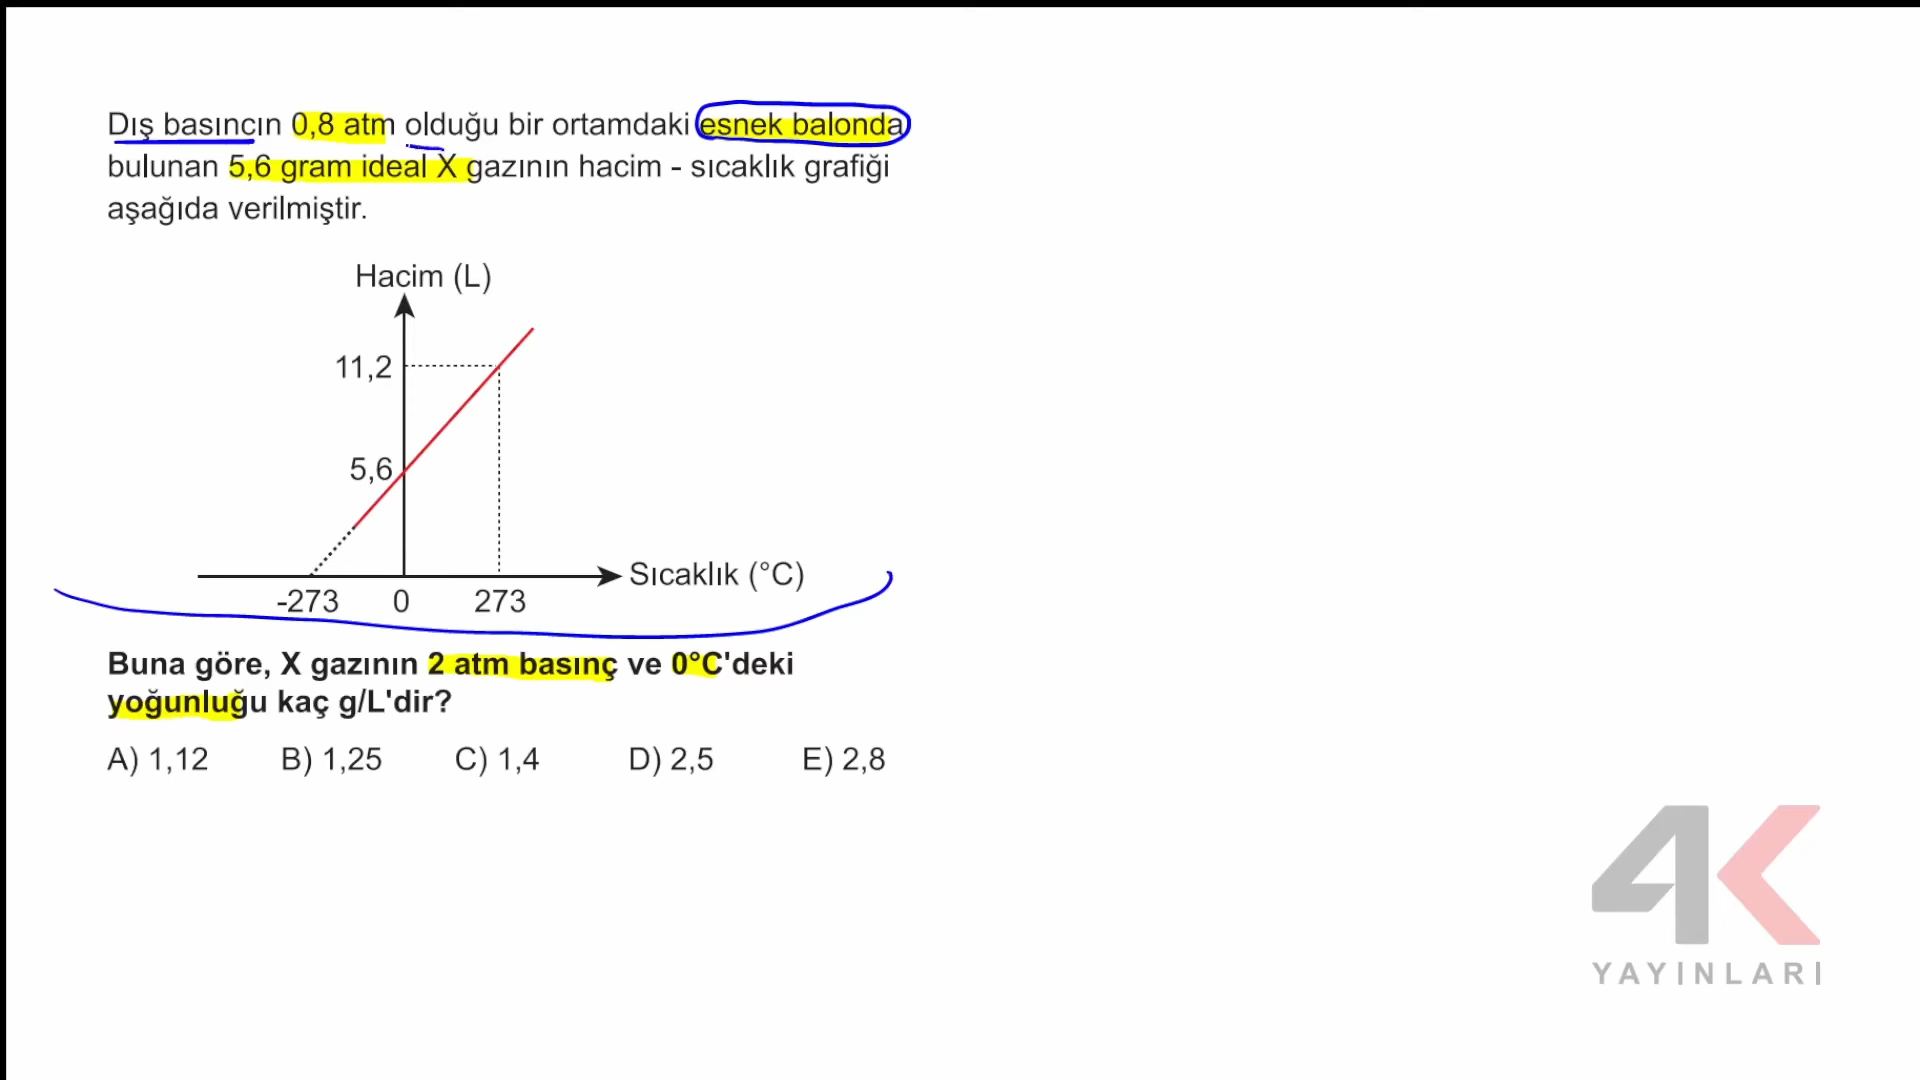 Dış basıncın 0,8 atm olduğu bir ortamdaki esnek balonda
bulunan 5,6 gram ideal X gazının hacim - sıcaklık grafiği
aşağıda verilmiştir.
Hacim (L)
11,2
5,6
Sıcaklık (°C)
-273 0 273
Buna göre, X gazının 2 atm basınç ve 0°C'deki
yoğunluğu kaç g/L'dir?
A) 1,12 B) 1,25 C) 1,4 D) 2,5 E) 2,8
4K
YAYINLARI